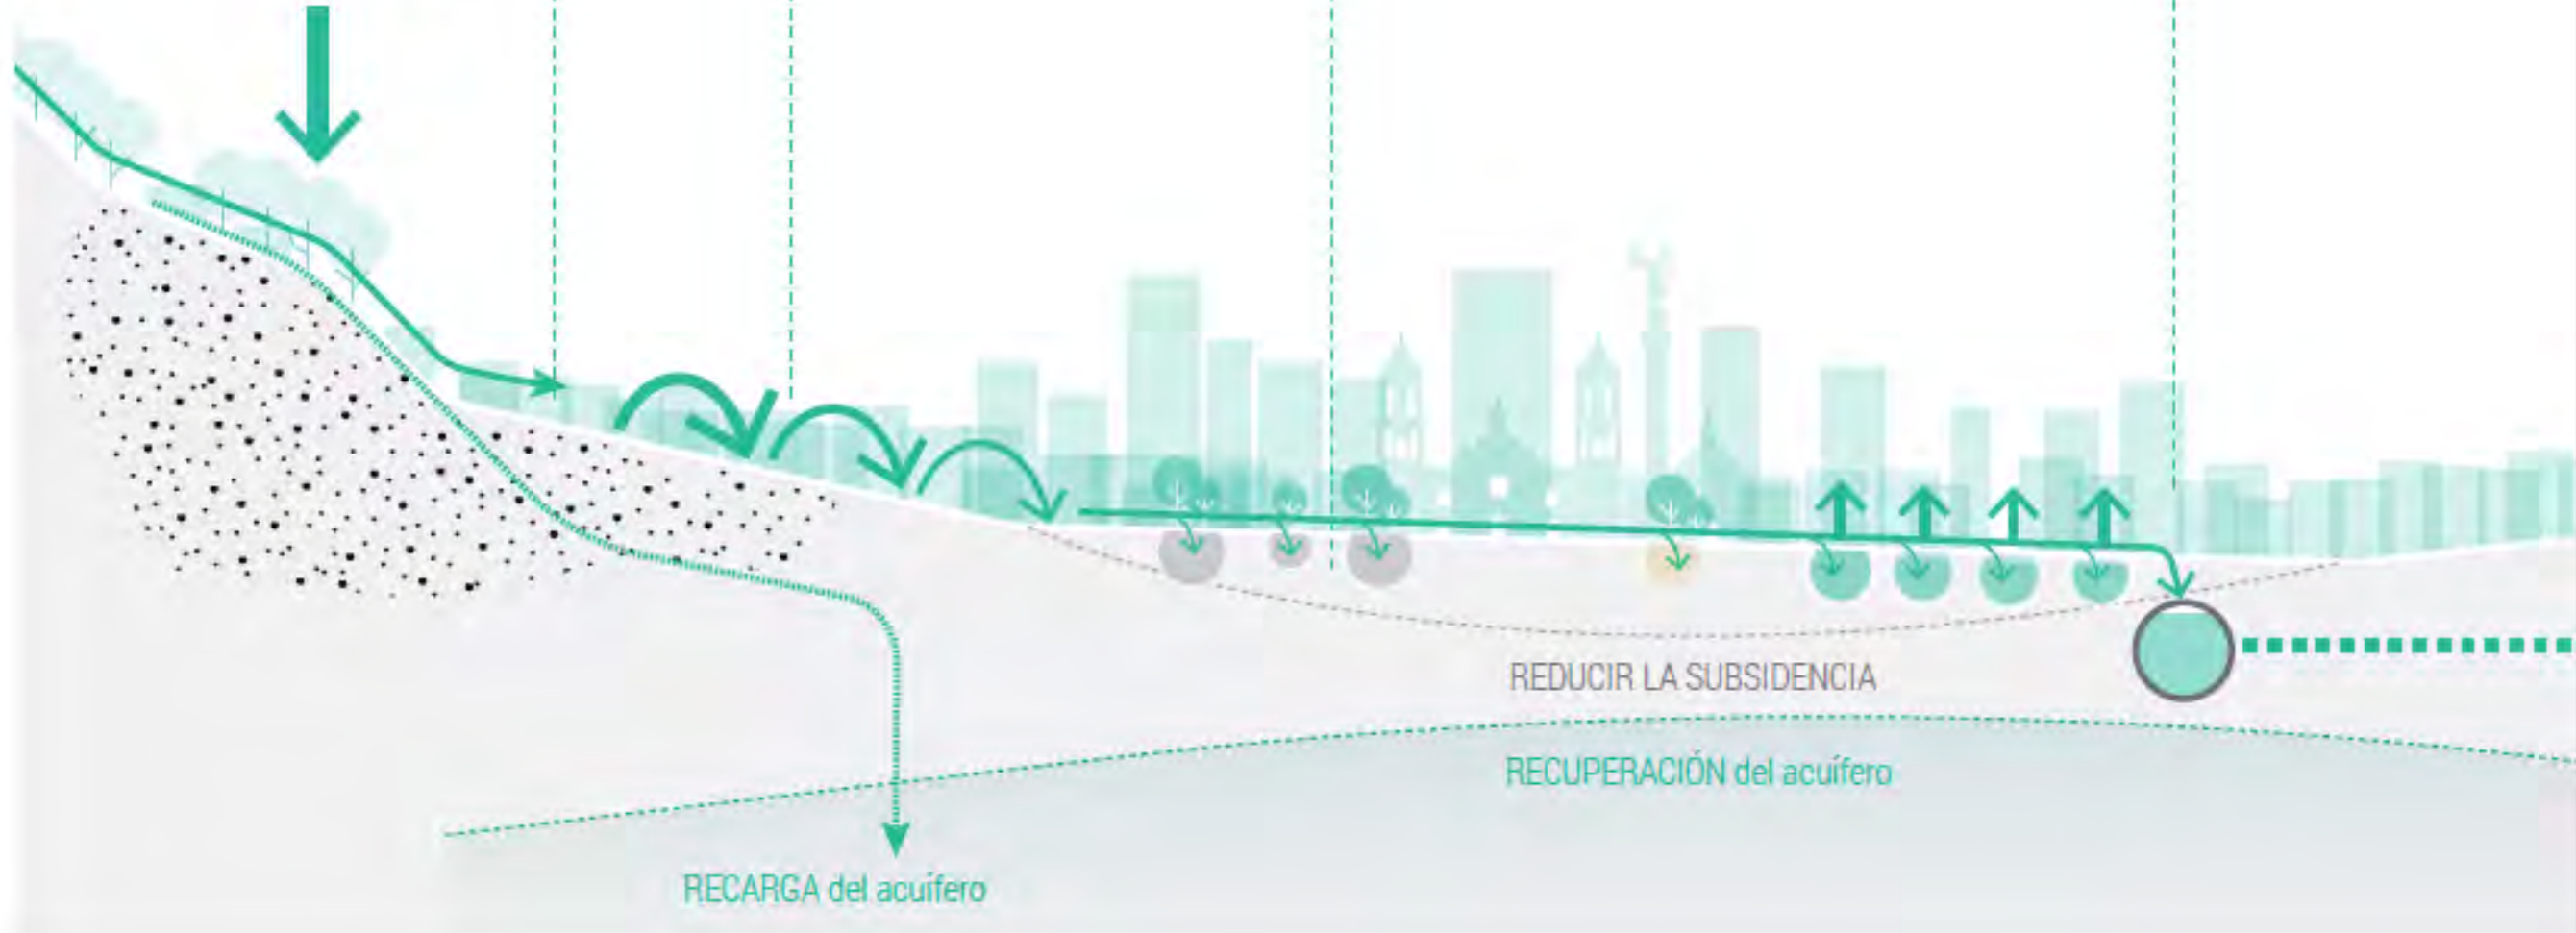 REDUCIR LA SUBSIDENCIA
RECUPERACIÓN del acuífero
RECARGA del acuífero